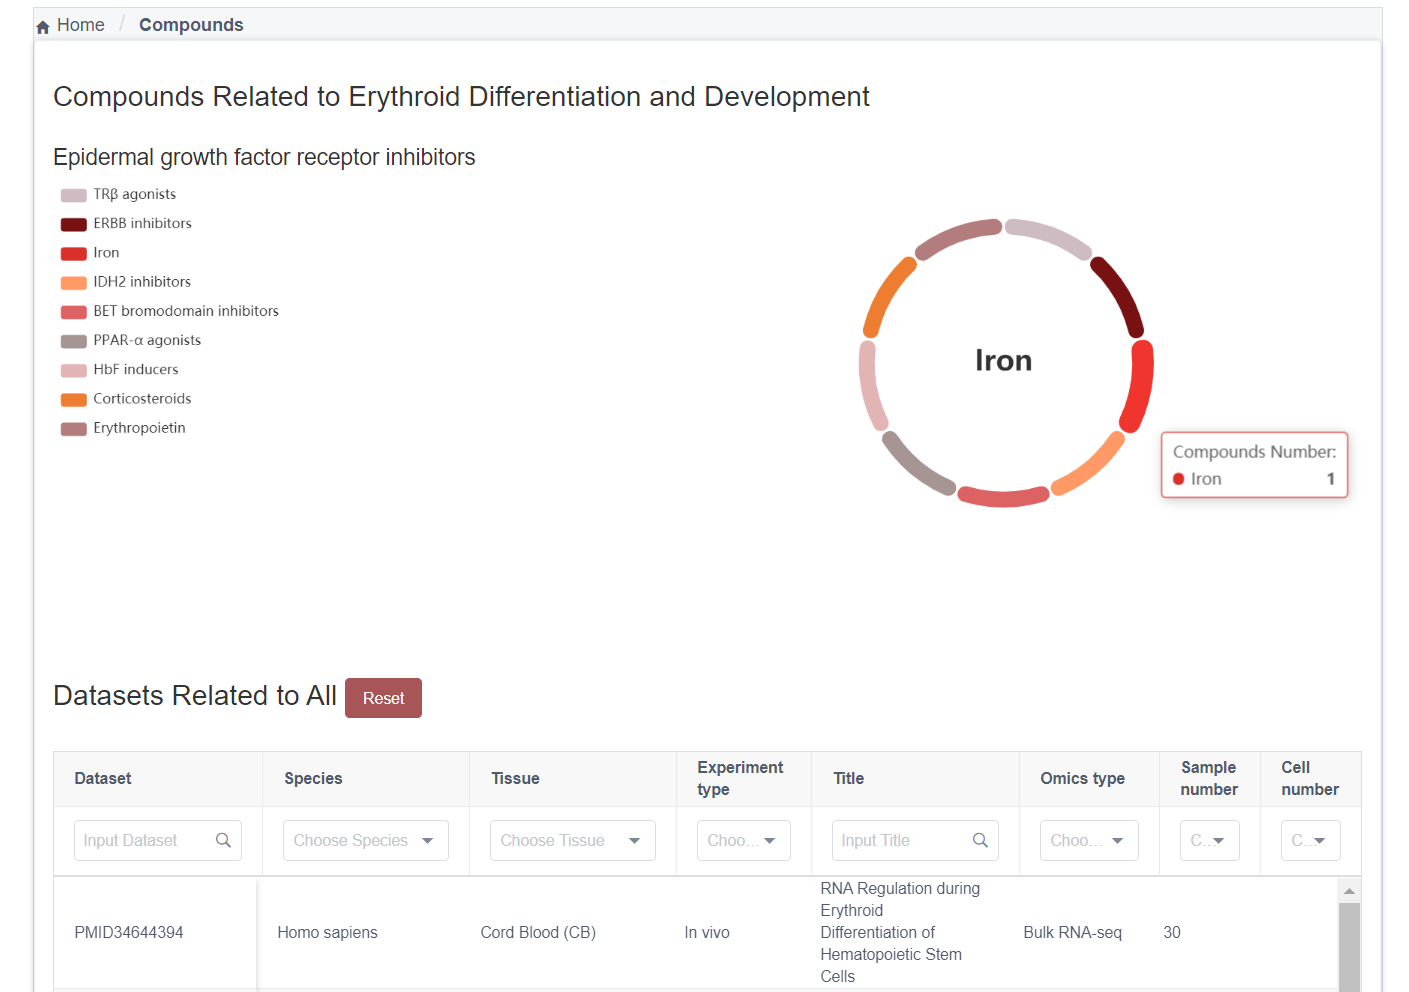 Home / Compounds
Compounds Related to Erythroid Differentiation and Development
Epidermal growth factor receptor inhibitors
TRβ agonists
ERBB inhibitors
Iron
IDH2 inhibitors
BET bromodomain inhibitors
PPAR-α agonists
HbF inducers
Corticosteroids
Erythropoietin
Iron
Compounds Number:
Iron 1
Datasets Related to All Reset
Dataset Species Tissue Experiment type Title Omics type Sample number Cell number
Input Dataset Choose Species Choose Tissue Choo... Input Title Choo... C... C...
PMID34644394 Homo sapiens Cord Blood (CB) In vivo
RNA Regulation during
Erythroid
Differentiation of
Hematopoietic Stem
Cells
Bulk RNA-seq 30